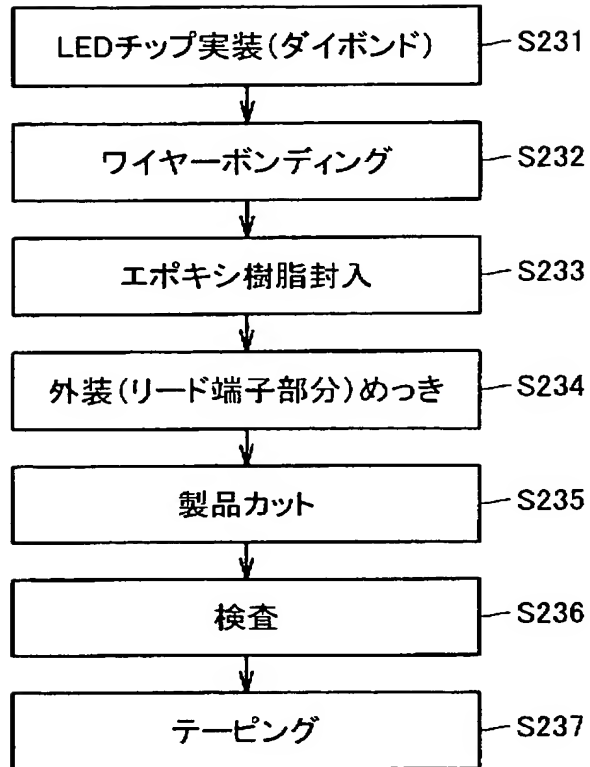 LEDチップ実装(ダイボンド) S231
ワイヤーボンディング S232
エポキシ樹脂封入 S233
外装(リード端子部分)めっき S234
製品カット S235
検査 S236
テーピング S237